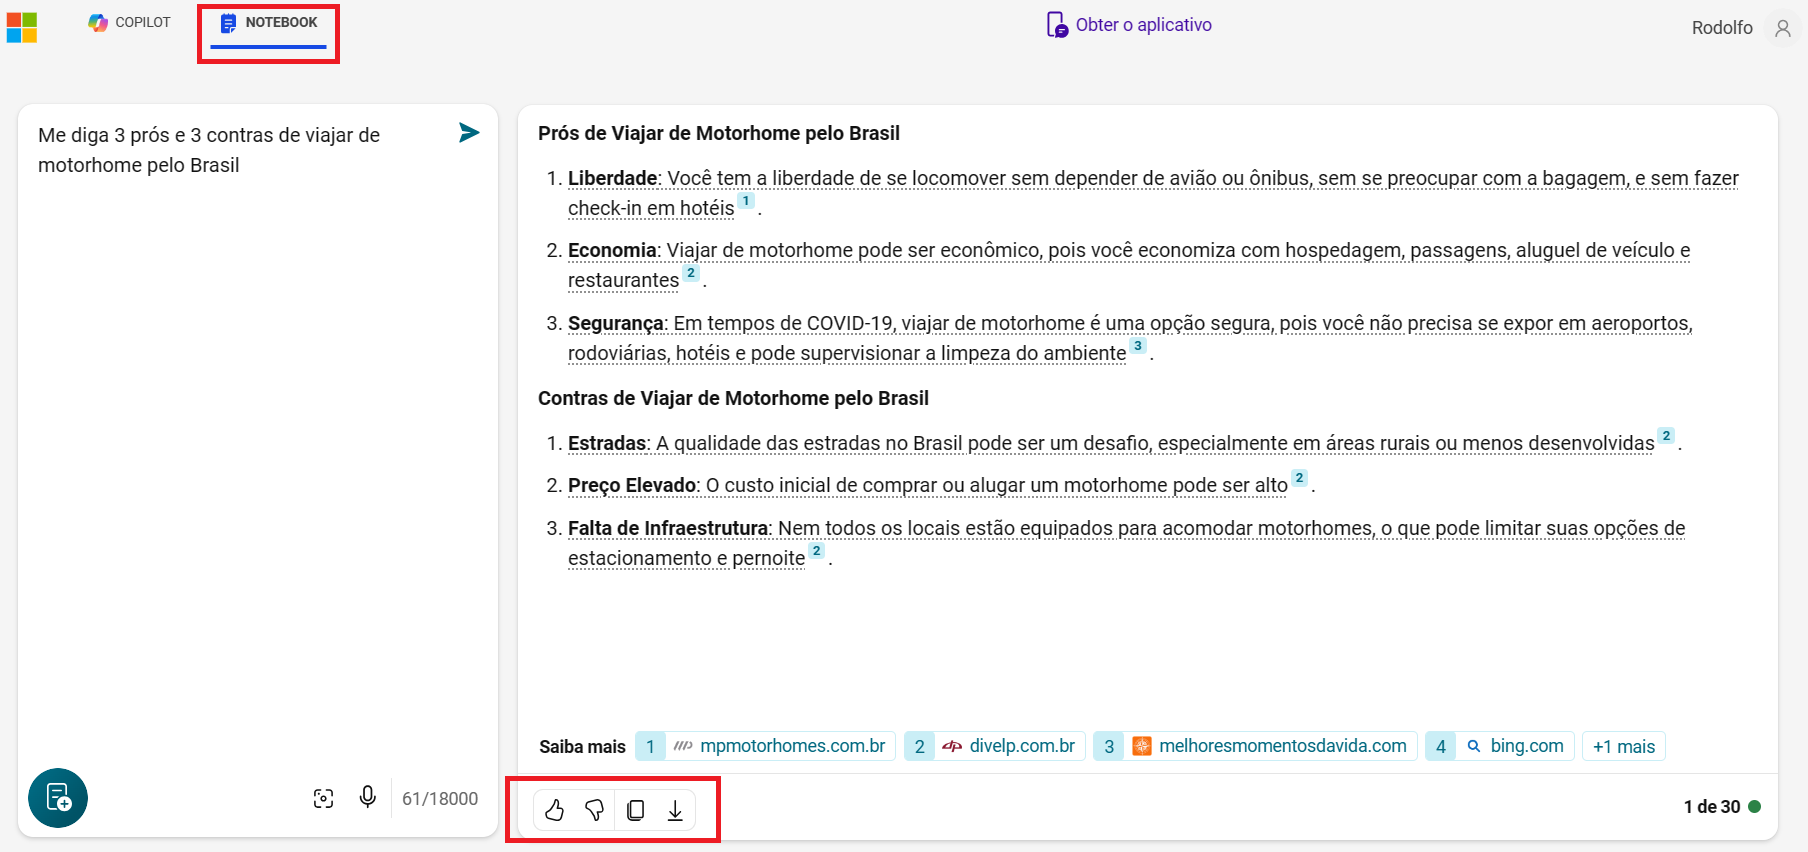 COPILOT
NOTEBOOK
Obter o aplicativo
Rodolfo
Me diga 3 prós e 3 contras de viajar de
motorhome pelo Brasil
61/18000
Prós de Viajar de Motorhome pelo Brasil
1. Liberdade: Você tem a liberdade de se locomover sem depender de avião ou ônibus, sem se preocupar com a bagagem, e sem fazer
check-in em hotéis 1 .
2. Economia: Viajar de motorhome pode ser econômico, pois você economiza com hospedagem, passagens, aluguel de veículo e
restaurantes 2 .
3. Segurança: Em tempos de COVID-19, viajar de motorhome é uma opção segura, pois você não precisa se expor em aeroportos,
rodoviárias, hotéis e pode supervisionar a limpeza do ambiente 3 .
Contras de Viajar de Motorhome pelo Brasil
1. Estradas: A qualidade das estradas no Brasil pode ser um desafio, especialmente em áreas rurais ou menos desenvolvidas 2 .
2. Preço Elevado: O custo inicial de comprar ou alugar um motorhome pode ser alto 2 .
3. Falta de Infraestrutura: Nem todos os locais estão equipados para acomodar motorhomes, o que pode limitar suas opções de
estacionamento e pernoite 2 .
Saiba mais 1 mpmotorhomes.com.br 2 divelp.com.br 3 melhoresmomentosdavida.com 4 bing.com +1 mais
1 de 30